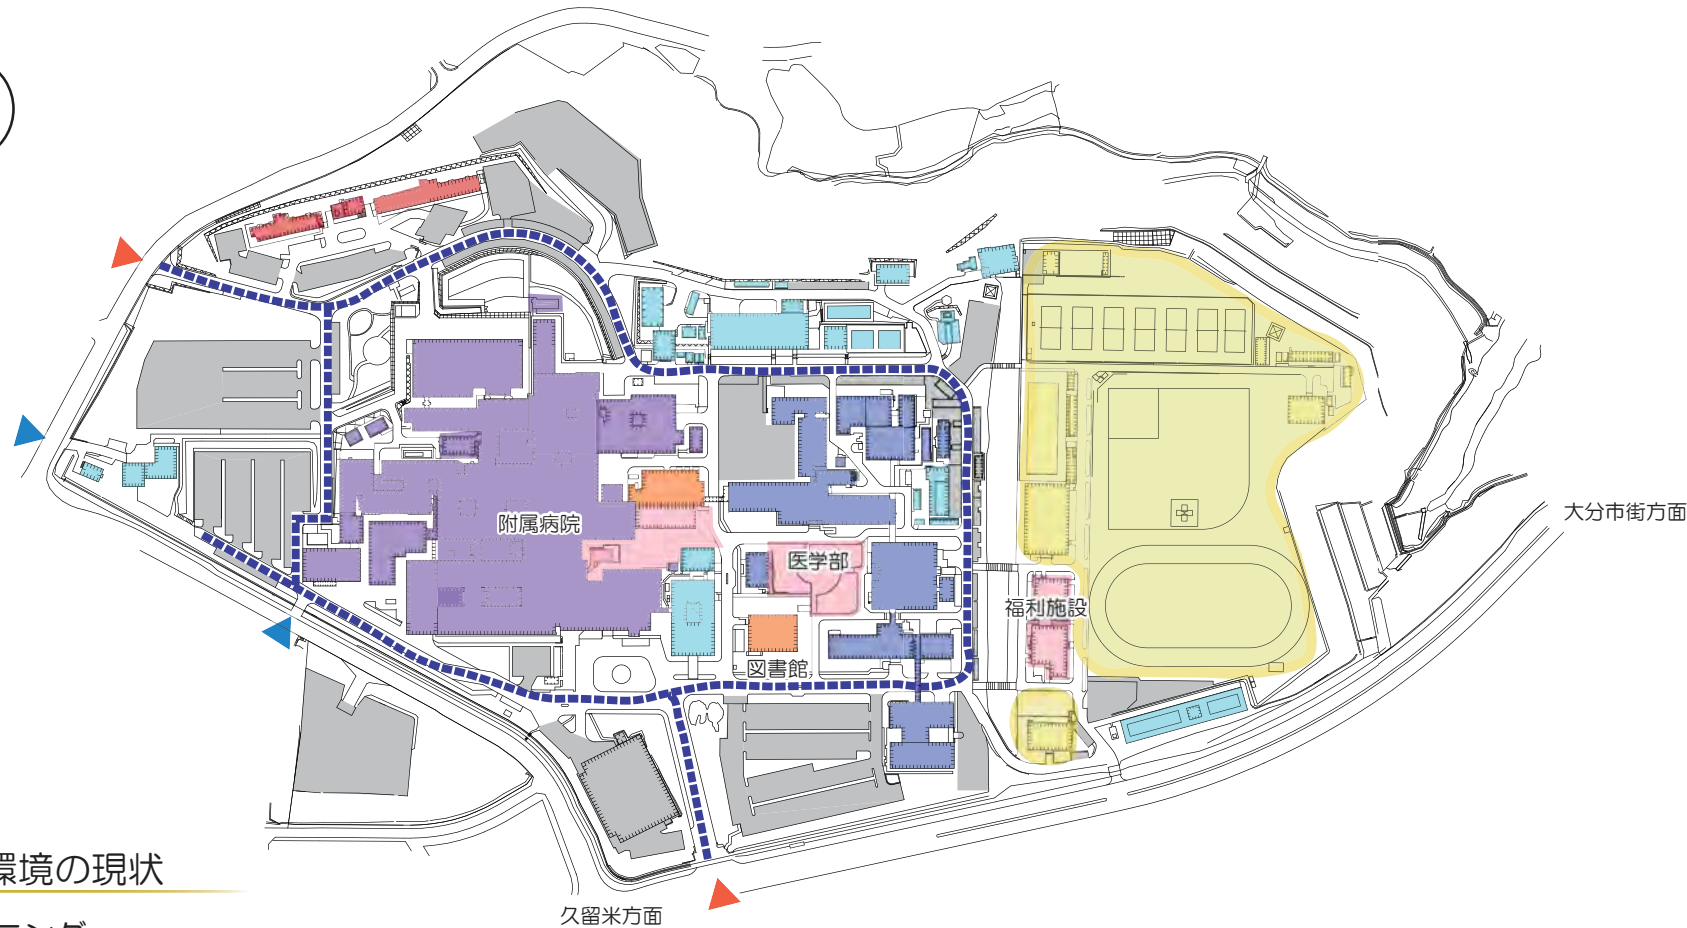 大分市街方面
附属病院
医学部
福利施設
図書館
環境の現状
久留米方面